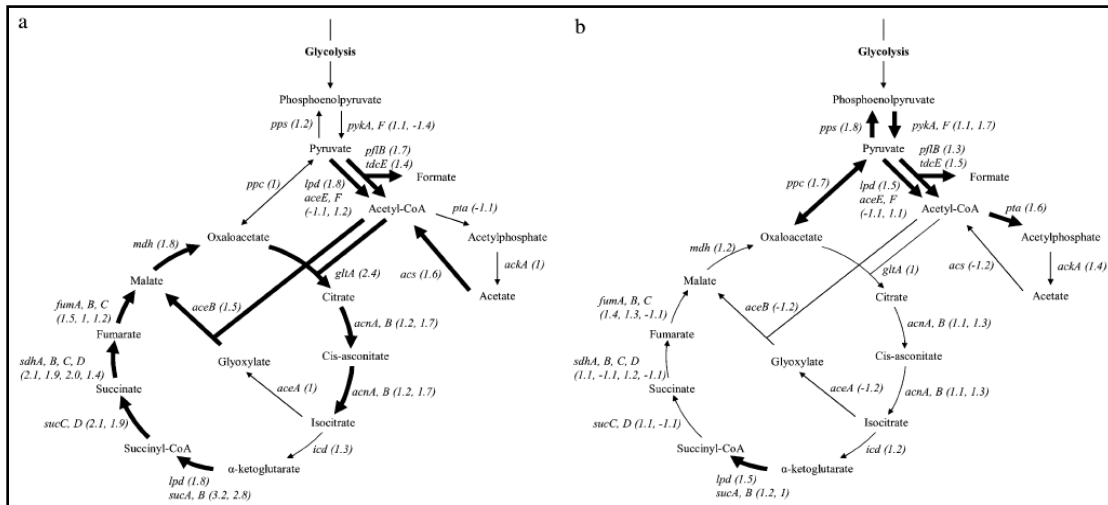 a
Glycolysis
Phosphoenolpyruvate
pps (1.2)
pykA, F (1.1, -1.4)
Pyruvate
pflB (1.7)
tdcE (1.4)
Formate
ppc (1)
lpd (1.8)
aceE, F
(-1.1, 1.2)
Acetyl-CoA
pta (-1.1)
Oxaloacetate
Acetylphosphate
mdh (1.8)
gltA (2.4)
acs (1.6)
ackA (1)
Malate
Citrate
Acetate
aceB (1.5)
fumA, B, C
(1.5, 1, 1.2)
acnA, B (1.2, 1.7)
Fumarate
Glyoxylate
Cis-asconitate
sdhA, B, C, D
(2.1, 1.9, 2.0, 1.4)
aceA (1)
acnA, B (1.2, 1.7)
Succinate
Isocitrate
sucC, D (2.1, 1.9)
icd (1.3)
Succinyl-CoA
α-ketoglutarate
lpd (1.8)
sucA, B (3.2, 2.8)
b
Glycolysis
Phosphoenolpyruvate
pps (1.8)
pykA, F (1.1, 1.7)
Pyruvate
pflB (1.3)
tdcE (1.5)
Formate
ppc (1.7)
lpd (1.5)
aceE, F
(-1.1, 1.1)
Acetyl-CoA
pta (1.6)
Oxaloacetate
Acetylphosphate
mdh (1.2)
gltA (1)
acs (-1.2)
ackA (1.4)
Malate
Citrate
Acetate
aceB (-1.2)
fumA, B, C
(1.4, 1.3, -1.1)
acnA, B (1.1, 1.3)
Fumarate
Glyoxylate
Cis-asconitate
sdhA, B, C, D
(1.1, -1.1, 1.2, -1.1)
aceA (-1.2)
acnA, B (1.1, 1.3)
Succinate
Isocitrate
sucC, D (1.1, -1.1)
icd (1.2)
Succinyl-CoA
α-ketoglutarate
lpd (1.5)
sucA, B (1.2, 1)